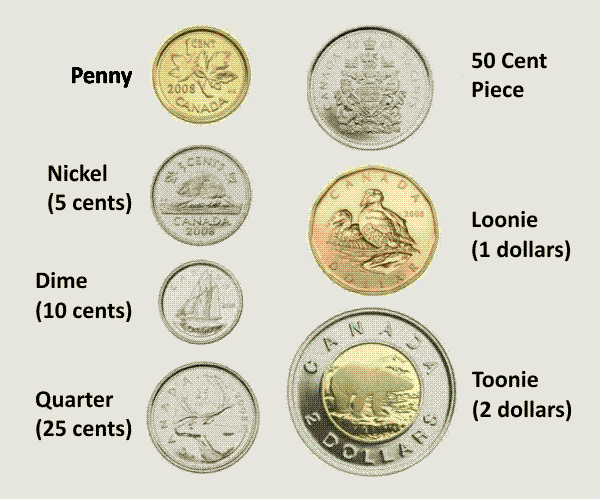 Penny
1 CENT
2008
CANADA
50 Cent
Piece
Nickel
(5 cents)
5 CENTS
CANADA
2008
Loonie
(1 dollars)
CANADA
2008
DOLLAR
Dime
(10 cents)
Quarter
(25 cents)
CANADA
Toonie
(2 dollars)
CANADA
2 DOLLARS